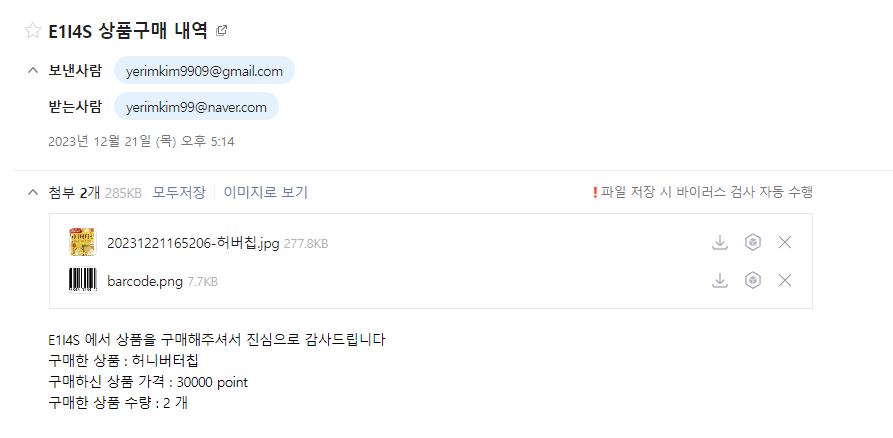 E1I4S 상품구매 내역
보낸사람 yerimkim9909@gmail.com
받는사람 yerimkim99@naver.com
2023년 12월 21일 (목) 오후 5:14
첨부 2개 285KB 모두저장 이미지로 보기 ! 파일 저장 시 바이러스 검사 자동 수행
20231221165206-허버칩.jpg 277.8KB
barcode.png 7.7KB
E1I4S 에서 상품을 구매해주셔서 진심으로 감사드립니다
구매한 상품 : 허니버터칩
구매하신 상품 가격 : 30000 point
구매한 상품 수량 : 2 개